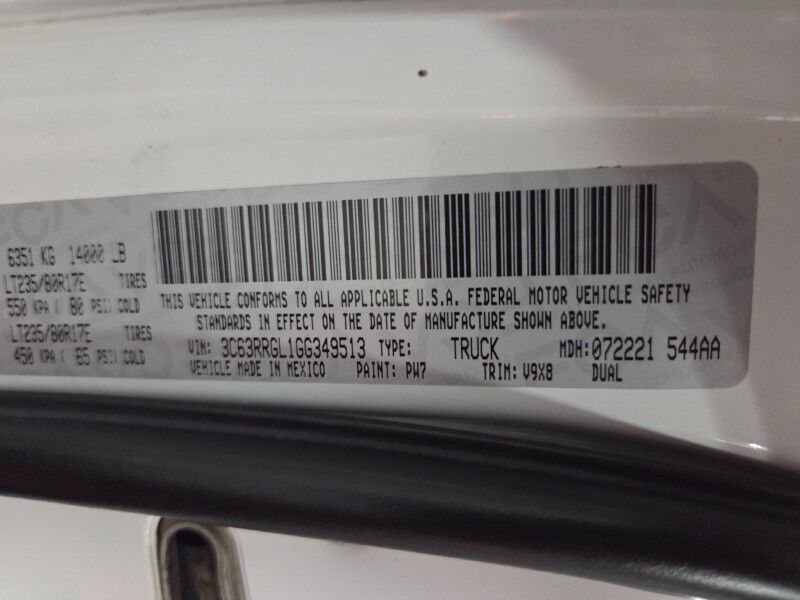 6351 KG 14000 LB
LT235/80R17E TIRES
550 KPA ( 80 PSI) COLD
LT235/80R17E TIRES
450 KPA ( 65 PSI) COLD
THIS VEHICLE CONFORMS TO ALL APPLICABLE U.S.A. FEDERAL MOTOR VEHICLE SAFETY
STANDARDS IN EFFECT ON THE DATE OF MANUFACTURE SHOWN ABOVE.
VIN: 3C63RRGL1GG349513 TYPE: TRUCK MDH: 072221 544AA
VEHICLE MADE IN MEXICO PAINT: PW7 TRIM: V9X8 DUAL